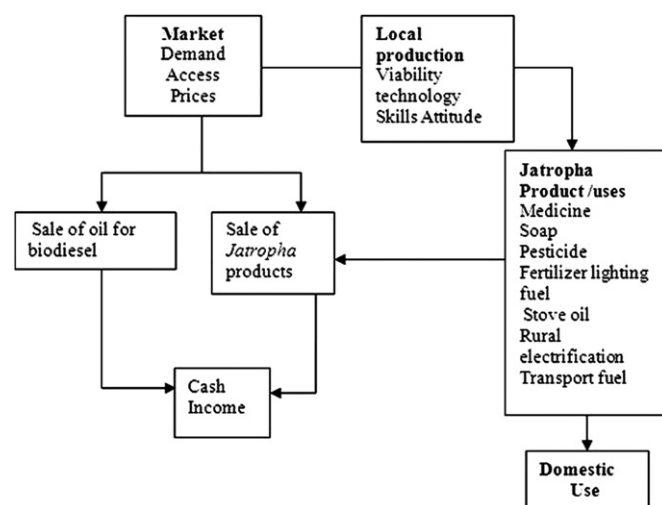 Market
Demand
Access
Prices
Local
production
Viability
technology
Skills Attitude
Jatropha
Product /uses
Medicine
Soap
Pesticide
Fertilizer lighting
fuel
Stove oil
Rural
electrification
Transport fuel
Sale of oil for
biodiesel
Sale of
Jatropha
products
Cash
Income
Domestic
Use